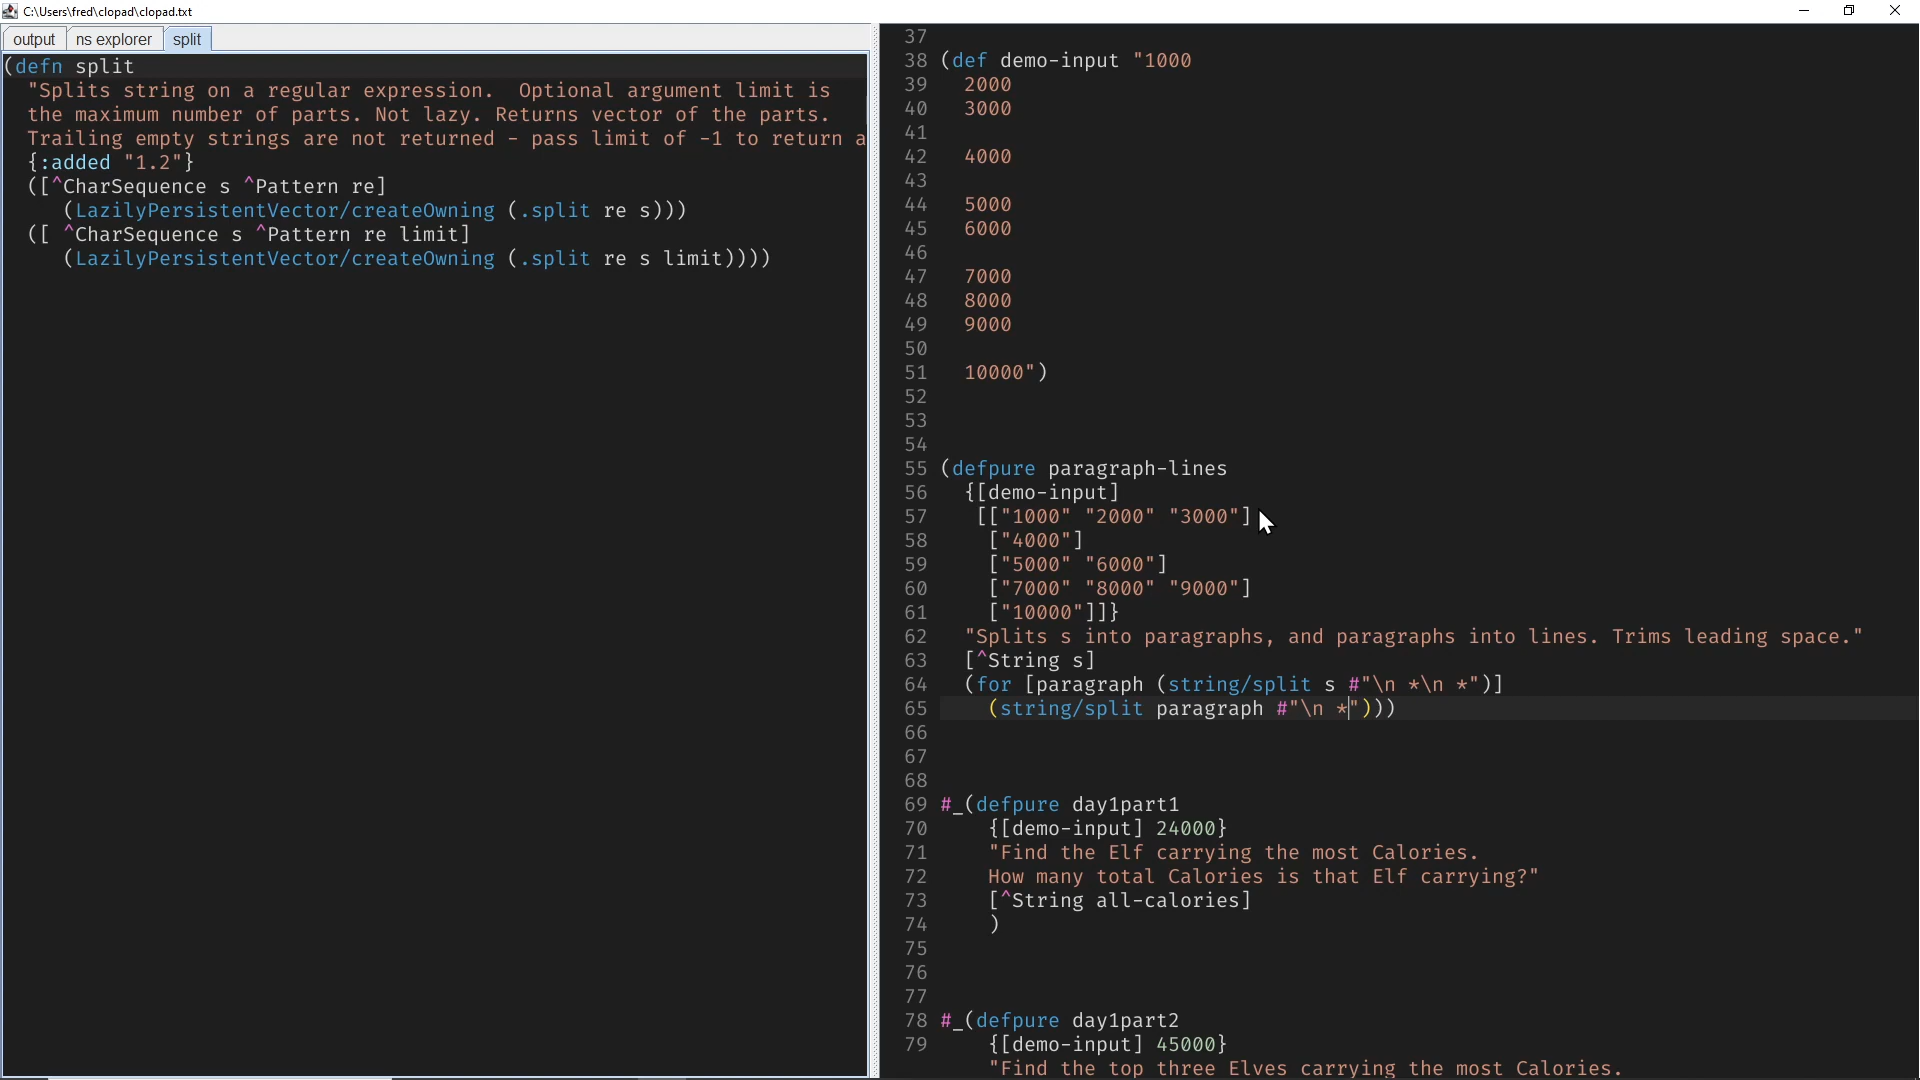 C:\Users\fred\clopad\clopad.txt
output ns explorer split
(defn split
"Splits string on a regular expression.  Optional argument limit is
the maximum number of parts. Not lazy. Returns vector of the parts.
Trailing empty strings are not returned - pass limit of -1 to return a
{:added "1.2"}
([^CharSequence s ^Pattern re]
(LazilyPersistentVector/createOwning (.split re s)))
([ ^CharSequence s ^Pattern re limit]
(LazilyPersistentVector/createOwning (.split re s limit))))
37
38 (def demo-input "1000
39 2000
40 3000
41
42 4000
43
44 5000
45 6000
46
47 7000
48 8000
49 9000
50
51 10000")
52
53
54
55 (defpure paragraph-lines
56 {[demo-input]
57 [["1000" "2000" "3000"]
58 ["4000"]
59 ["5000" "6000"]
60 ["7000" "8000" "9000"]
61 ["10000"]]}
62 "Splits s into paragraphs, and paragraphs into lines. Trims leading space."
63 [^String s]
64 (for [paragraph (string/split s #"\n *\n *")]
65 (string/split paragraph #"\n *")))
66
67
68
69 #_(defpure day1part1
70 {[demo-input] 24000}
71 "Find the Elf carrying the most Calories.
72 How many total Calories is that Elf carrying?"
73 [^String all-calories]
74 )
75
76
77
78 #_(defpure day1part2
79 {[demo-input] 45000}
"Find the top three Elves carrying the most Calories.